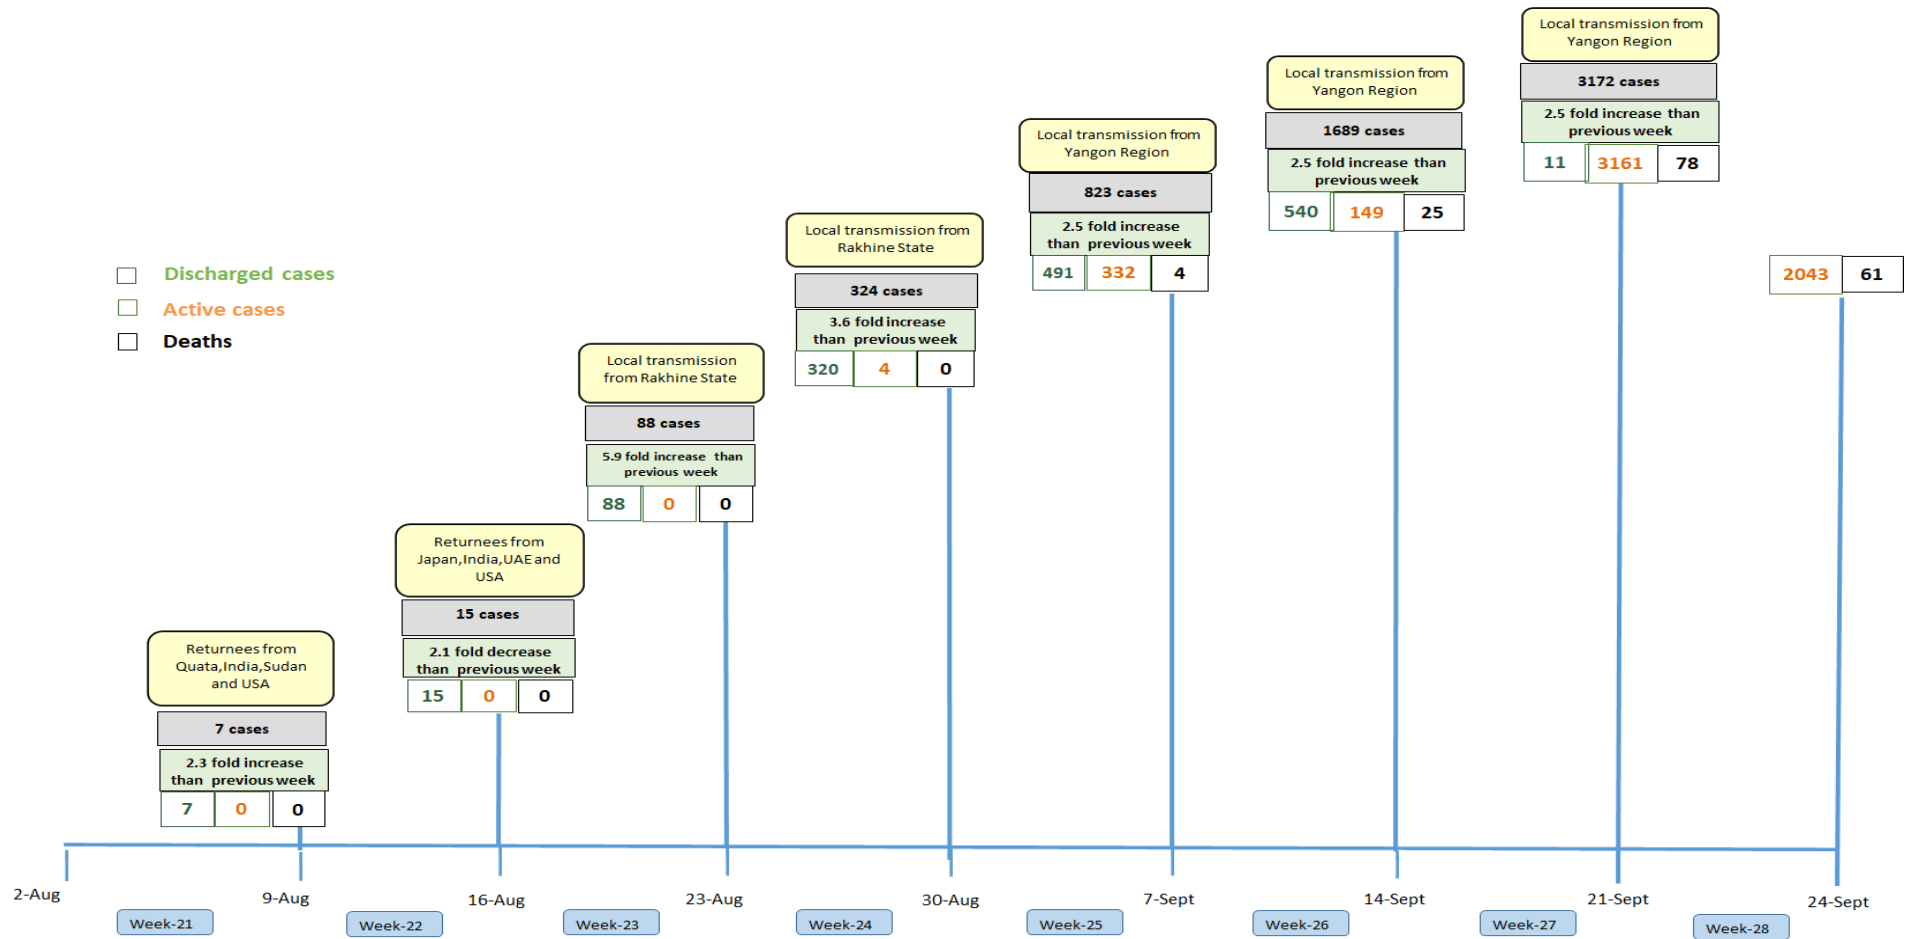 Discharged cases
Active cases
Deaths
Returnees from
Quata,India,Sudan
and USA
7 cases
2.3 fold increase
than previous week
7 0 0
Returnees from
Japan,India,UAE and
USA
15 cases
2.1 fold decrease
than previous week
15 0 0
Local transmission
from Rakhine State
88 cases
5.9 fold increase than
previous week
88 0 0
Local transmission from
Rakhine State
324 cases
3.6 fold increase
than previous week
320 4 0
Local transmission from
Yangon Region
823 cases
2.5 fold increase
than previous week
491 332 4
Local transmission from
Yangon Region
1689 cases
2.5 fold increase than
previous week
540 149 25
Local transmission from
Yangon Region
3172 cases
2.5 fold increase than
previous week
11 3161 78
2043 61
2-Aug 9-Aug 16-Aug 23-Aug 30-Aug 7-Sept 14-Sept 21-Sept 24-Sept
Week-21 Week-22 Week-23 Week-24 Week-25 Week-26 Week-27 Week-28